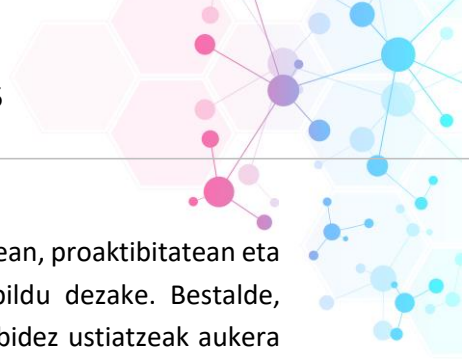 ean, proaktibitatean eta
bildu dezake. Bestalde,
bidez ustiatzeak aukera